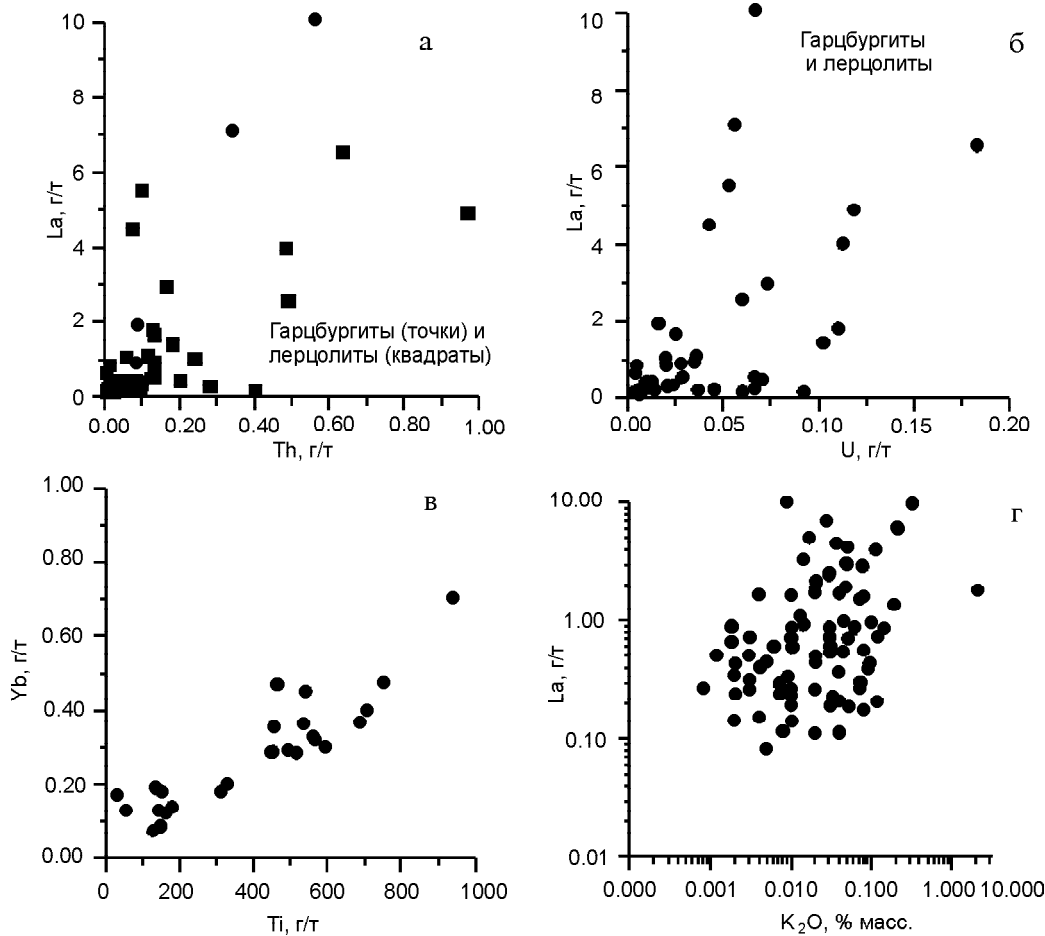 10
8
6
4
2
0
La, г/т
а
Гарцбургиты (точки) и
лерцолиты (квадраты)
0.00 0.20 0.40 0.60 0.80 1.00
Th, г/т
10
8
6
4
2
0
La, г/т
Гарцбургиты
и лерцолиты
б
0.00 0.05 0.10 0.15 0.20
U, г/т
1.00
0.80
0.60
0.40
0.20
0.00
Yb, г/т
в
0 200 400 600 800 1000
Ti, г/т
10.00
1.00
0.10
0.01
La, г/т
г
0.000 0.001 0.010 0.100 1.000 10.000
K₂O, % масс.